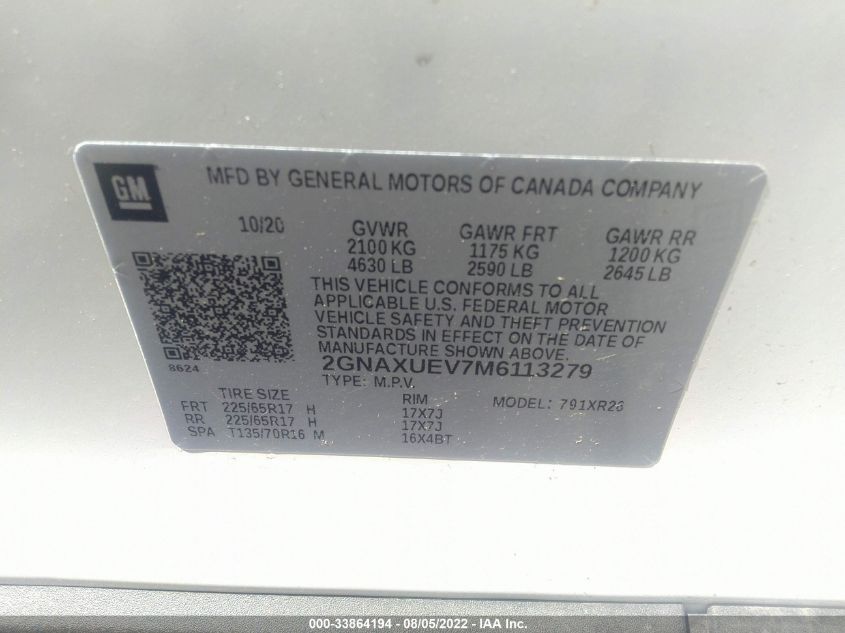 GM
MFD BY GENERAL MOTORS OF CANADA COMPANY
10/20 GVWR GAWR FRT GAWR RR
2100 KG 1175 KG 1200 KG
4630 LB 2590 LB 2645 LB
THIS VEHICLE CONFORMS TO ALL
APPLICABLE U.S. FEDERAL MOTOR
VEHICLE SAFETY AND THEFT PREVENTION
STANDARDS IN EFFECT ON THE DATE OF
MANUFACTURE SHOWN ABOVE.
8624 2GNAXUEV7M6113279
TYPE: M.P.V.
TIRE SIZE RIM MODEL: 791XR26
FRT 225/65R17 H 17X7J
RR 225/65R17 H 17X7J
SPA T135/70R16 M 16X4BT
000-33864194 - 08/05/2022 - IAA Inc.